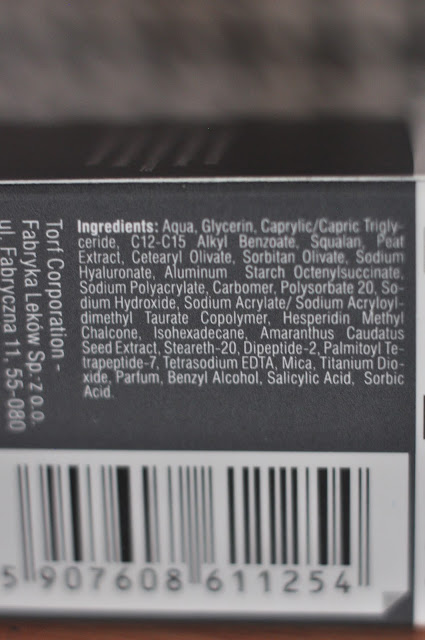 Ingredients: Aqua, Glycerin, Caprylic/Capric Trigly-
ceride, C12-C15 Alkyl Benzoate, Squalan, Peat
Extract, Cetearyl Olivate, Sorbitan Olivate, Sodium
Hyaluronate, Aluminum Starch Octenylsuccinate,
Sodium Polyacrylate, Carbomer, Polysorbate 20, So-
dium Hydroxide, Sodium Acrylate/ Sodium Acryloyl-
dimethyl Taurate Copolymer, Hesperidin Methyl
Chalcone, Isohexadecane, Amaranthus Caudatus
Seed Extract, Steareth-20, Dipeptide-2, Palmitoyl Te-
trapeptide-7, Tetrasodium EDTA, Mica, Titanium Dio-
xide, Parfum, Benzyl Alcohol, Salicylic Acid, Sorbic
Acid.
Torf Corporation -
Fabryka Leków Sp. z o.o.
ul. Fabryczna 11, 55-080
5 907608 611254